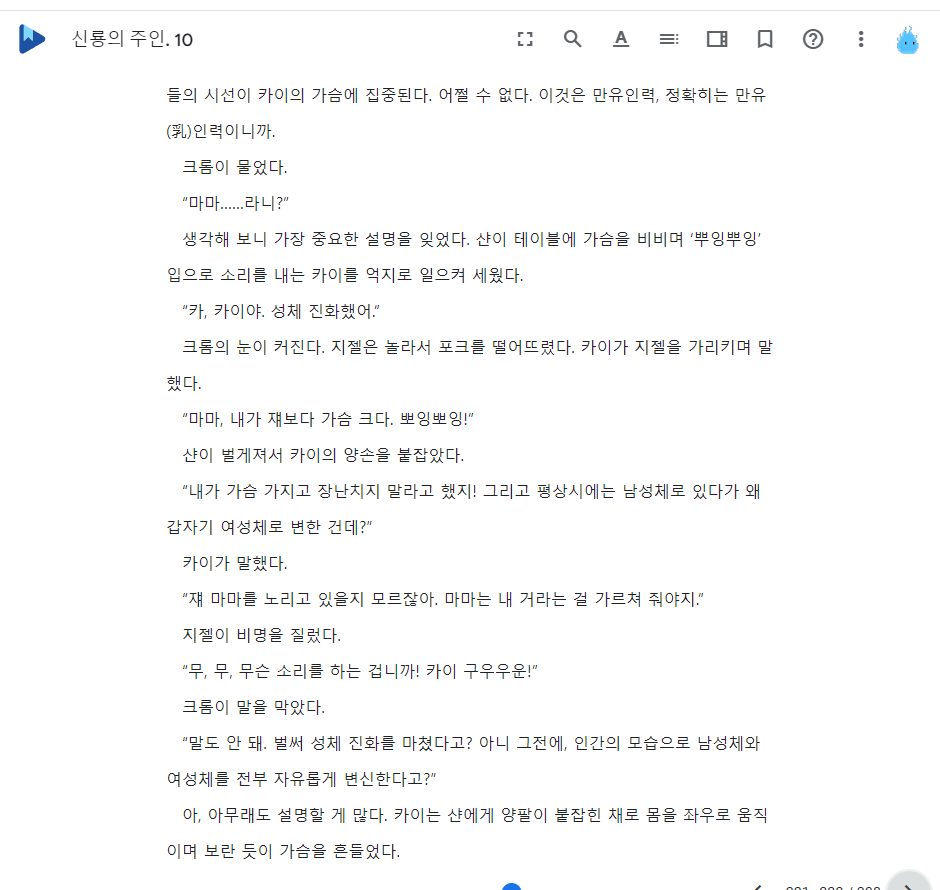 신룡의 주인. 10
들의 시선이 카이의 가슴에 집중된다. 어쩔 수 없다. 이것은 만유인력, 정확히는 만유
(乳)인력이니까.
크롬이 물었다.
“마마……라니?”
생각해 보니 가장 중요한 설명을 잊었다. 샨이 테이블에 가슴을 비비며 ‘뿌잉뿌잉’
입으로 소리를 내는 카이를 억지로 일으켜 세웠다.
“카, 카이야. 성체 진화했어.”
크롬의 눈이 커진다. 지젤은 놀라서 포크를 떨어뜨렸다. 카이가 지젤을 가리키며 말
했다.
“마마, 내가 쟤보다 가슴 크다. 뽀잉뽀잉!”
샨이 벌게져서 카이의 양손을 붙잡았다.
“내가 가슴 가지고 장난치지 말라고 했지! 그리고 평상시에는 남성체로 있다가 왜
갑자기 여성체로 변한 건데?”
카이가 말했다.
“쟤 마마를 노리고 있을지 모르잖아. 마마는 내 거라는 걸 가르쳐 줘야지.”
지젤이 비명을 질렀다.
“무, 무, 무슨 소리를 하는 겁니까! 카이 구우우운!”
크롬이 말을 막았다.
“말도 안 돼. 벌써 성체 진화를 마쳤다고? 아니 그전에, 인간의 모습으로 남성체와
여성체를 전부 자유롭게 변신한다고?”
아, 아무래도 설명할 게 많다. 카이는 샨에게 양팔이 붙잡힌 채로 몸을 좌우로 움직
이며 보란 듯이 가슴을 흔들었다.